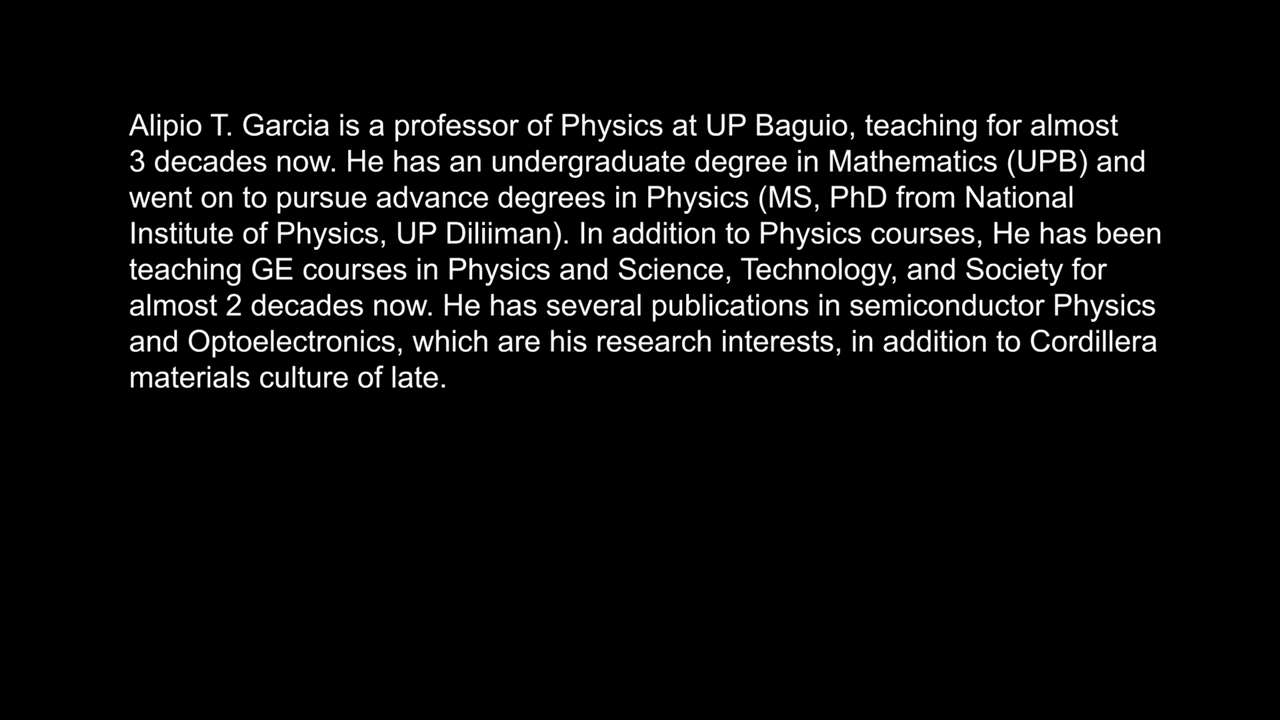 Alipio T. Garcia is a professor of Physics at UP Baguio, teaching for almost
3 decades now. He has an undergraduate degree in Mathematics (UPB) and
went on to pursue advance degrees in Physics (MS, PhD from National
Institute of Physics, UP Diliiman). In addition to Physics courses, He has been
teaching GE courses in Physics and Science, Technology, and Society for
almost 2 decades now. He has several publications in semiconductor Physics
and Optoelectronics, which are his research interests, in addition to Cordillera
materials culture of late.